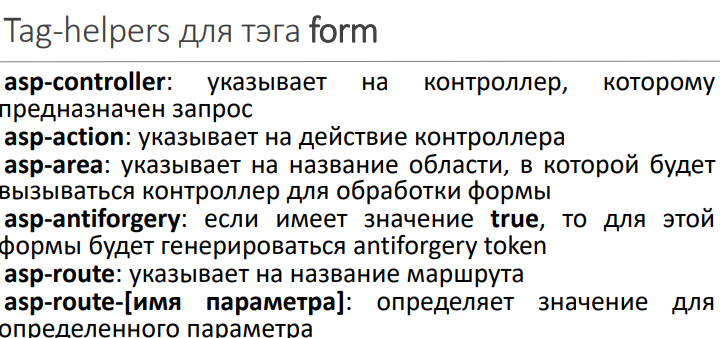 Tag-helpers для тэга form
asp-controller: указывает на контроллер, которому
предназначен запрос
asp-action: указывает на действие контроллера
asp-area: указывает на название области, в которой будет
вызываться контроллер для обработки формы
asp-antiforgery: если имеет значение true, то для этой
формы будет генерироваться antiforgery token
asp-route: указывает на название маршрута
asp-route-[имя параметра]: определяет значение для
определенного параметра